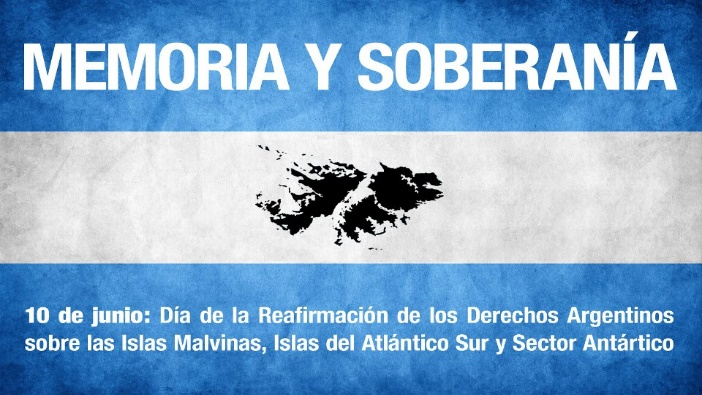 MEMORIA Y SOBERANÍA
10 de junio: Día de la Reafirmación de los Derechos Argentinos
sobre las Islas Malvinas, Islas del Atlántico Sur y Sector Antártico